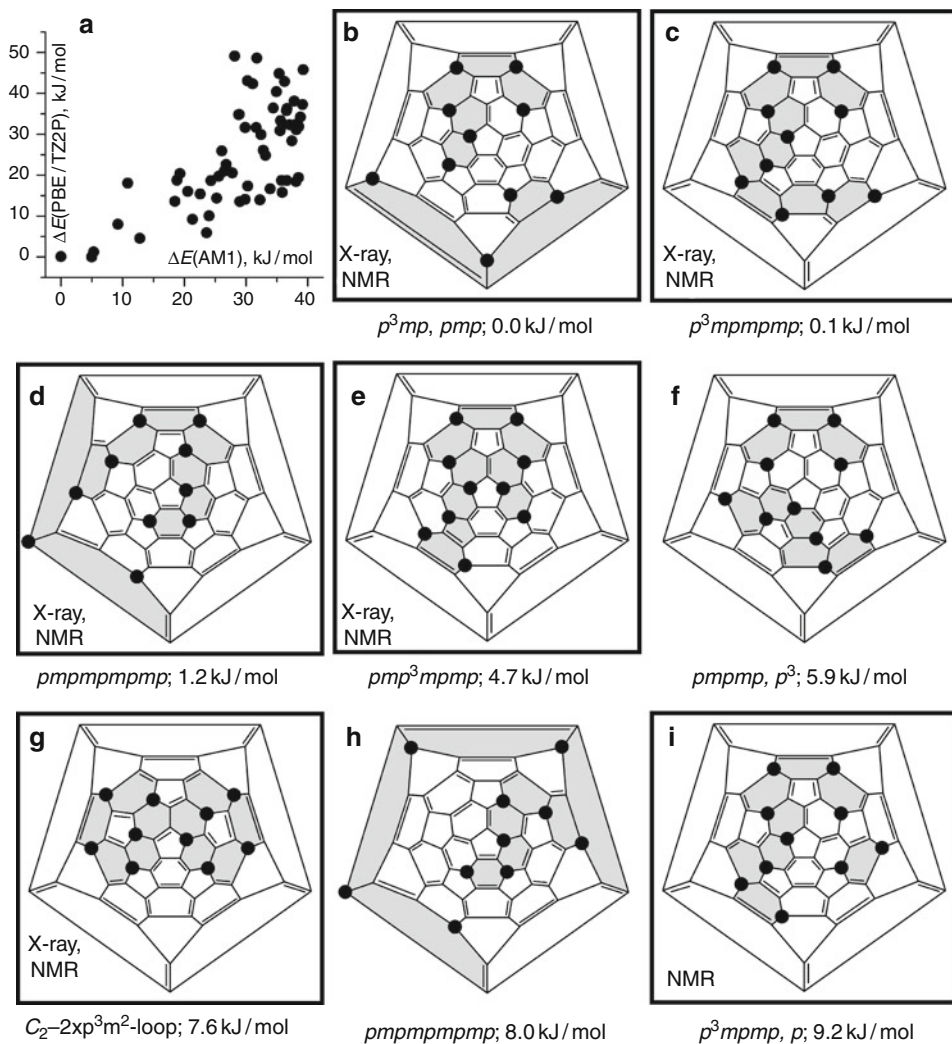 a
ΔE(PBE/TZ2P), kJ/mol
50
40
30
20
10
0
ΔE(AM1), kJ/mol
0 10 20 30 40
b
X-ray,
NMR
p³mp, pmp; 0.0 kJ/mol
c
X-ray,
NMR
p³mpmpmp; 0.1 kJ/mol
d
X-ray,
NMR
pmpmpmpmp; 1.2 kJ/mol
e
X-ray,
NMR
pmp³mpmp; 4.7 kJ/mol
f
pmpmp, p³; 5.9 kJ/mol
g
X-ray,
NMR
C₂–2xp³m²-loop; 7.6 kJ/mol
h
pmpmpmpmp; 8.0 kJ/mol
i
NMR
p³mpmp, p; 9.2 kJ/mol